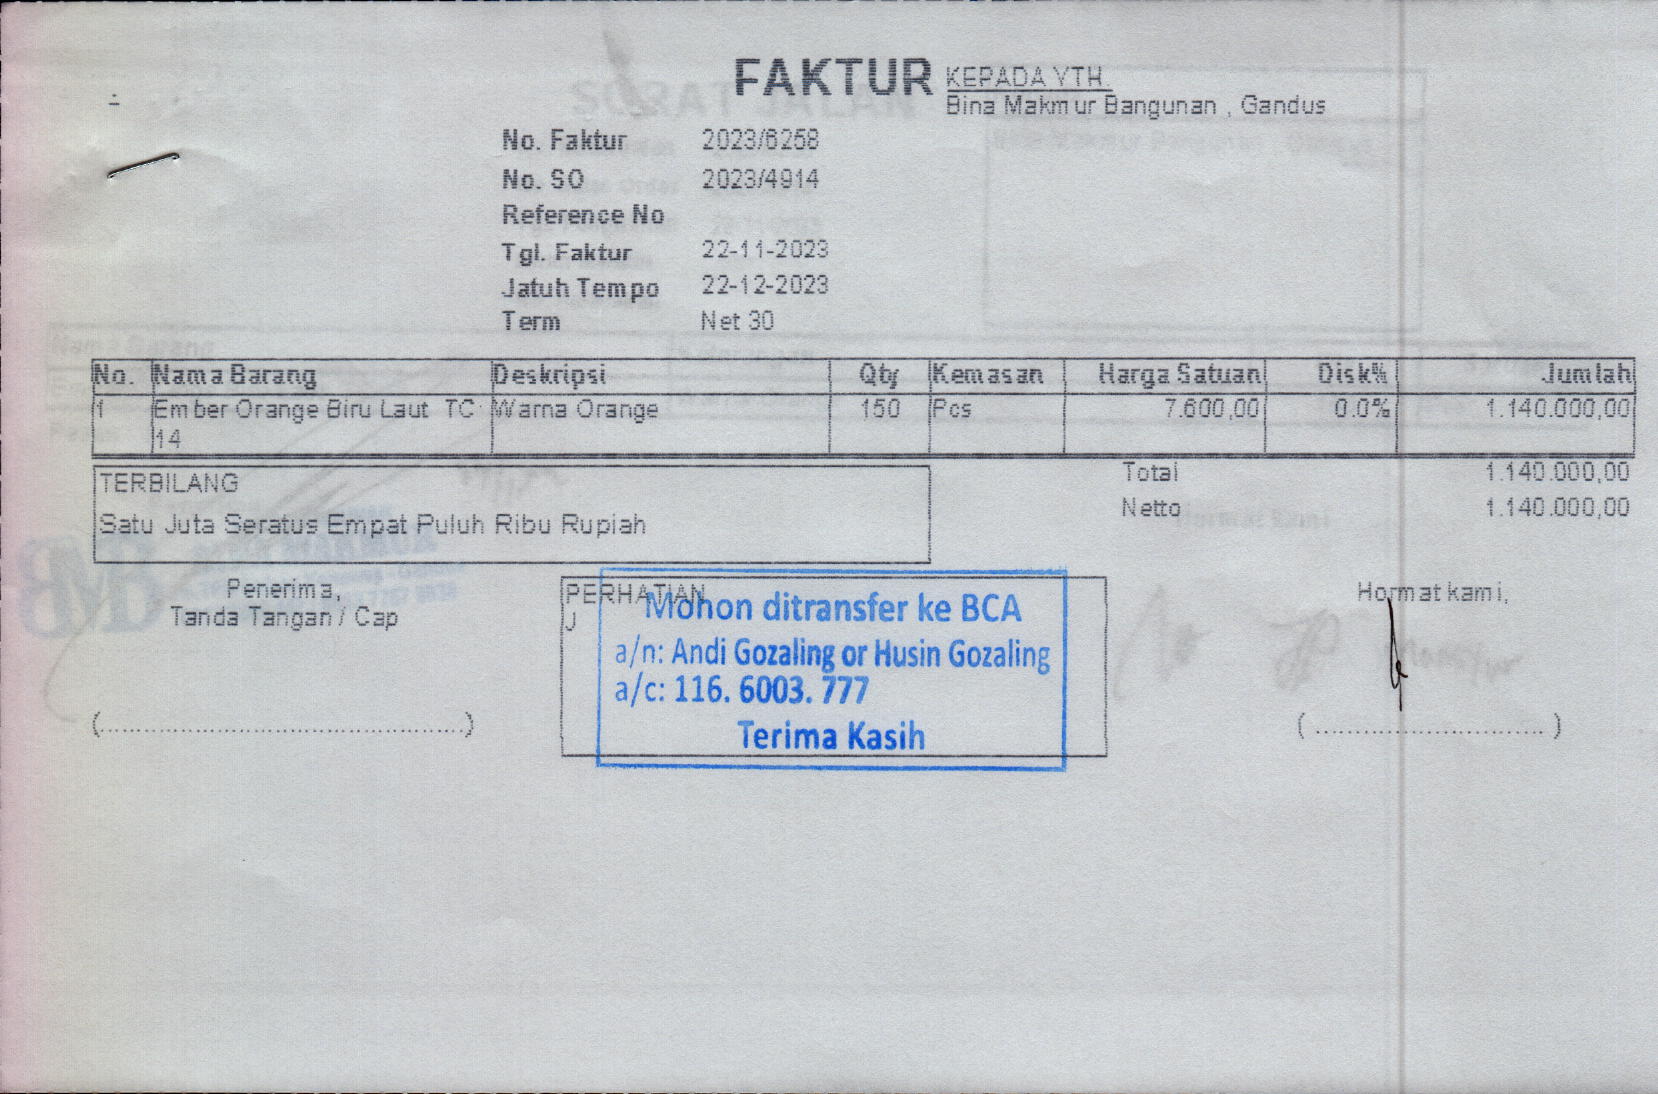 FAKTUR
KEPADA YTH.
Bina Makmur Bangunan , Gandus
No. Faktur 2023/6258
No. SO 2023/4914
Reference No
Tgl. Faktur 22-11-2023
Jatuh Tempo 22-12-2023
Term Net 30
No. Nama Barang Deskripsi Qty Kemasan Harga Satuan Disk% Jumlah
1 Ember Orange Biru Laut TC Warna Orange 150 Pcs 7.600,00 0.0% 1.140.000,00
14
TERBILANG
Satu Juta Seratus Empat Puluh Ribu Rupiah
Total 1.140.000,00
Netto 1.140.000,00
Penerima,
Tanda Tangan / Cap
(..............................................)
PERHATIAN
J
Mohon ditransfer ke BCA
a/n: Andi Gozaling or Husin Gozaling
a/c: 116. 6003. 777
Terima Kasih
Hormat kami,
( ............................. )